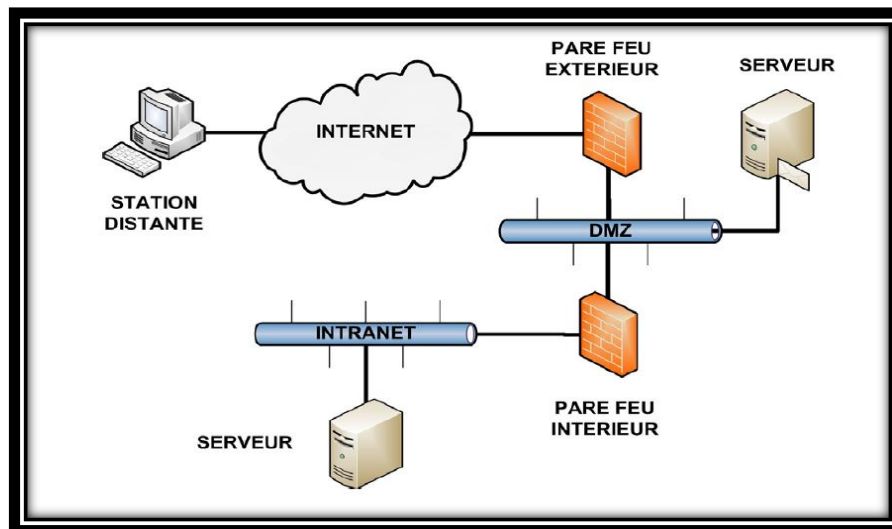 PARE FEU
EXTERIEUR
SERVEUR
INTERNET
STATION
DISTANTE
DMZ
INTRANET
PARE FEU
INTERIEUR
SERVEUR